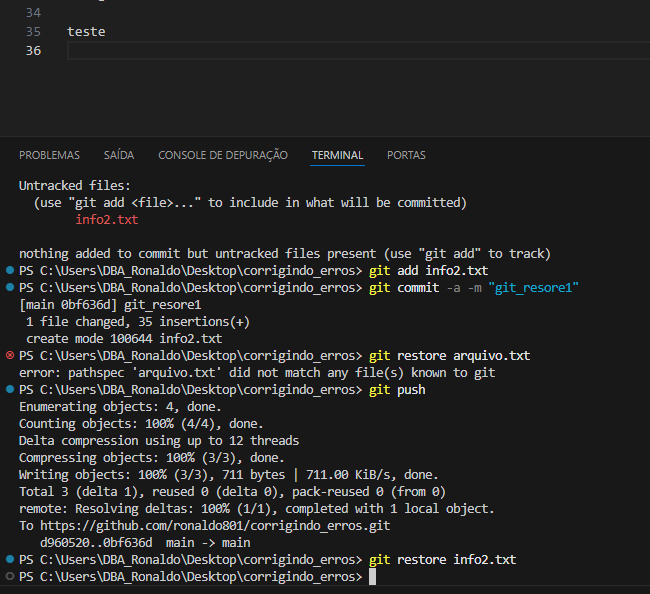 34
35 teste
36
PROBLEMAS SAÍDA CONSOLE DE DEPURAÇÃO TERMINAL PORTAS
Untracked files:
(use "git add <file>..." to include in what will be committed)
info2.txt
nothing added to commit but untracked files present (use "git add" to track)
PS C:\Users\DBA_Ronaldo\Desktop\corrigindo_erros> git add info2.txt
PS C:\Users\DBA_Ronaldo\Desktop\corrigindo_erros> git commit -a -m "git_resore1"
[main 0bf636d] git_resore1
1 file changed, 35 insertions(+)
create mode 100644 info2.txt
PS C:\Users\DBA_Ronaldo\Desktop\corrigindo_erros> git restore arquivo.txt
error: pathspec 'arquivo.txt' did not match any file(s) known to git
PS C:\Users\DBA_Ronaldo\Desktop\corrigindo_erros> git push
Enumerating objects: 4, done.
Counting objects: 100% (4/4), done.
Delta compression using up to 12 threads
Compressing objects: 100% (3/3), done.
Writing objects: 100% (3/3), 711 bytes | 711.00 KiB/s, done.
Total 3 (delta 1), reused 0 (delta 0), pack-reused 0 (from 0)
remote: Resolving deltas: 100% (1/1), completed with 1 local object.
To https://github.com/ronaldo801/corrigindo_erros.git
d960520..0bf636d main -> main
PS C:\Users\DBA_Ronaldo\Desktop\corrigindo_erros> git restore info2.txt
PS C:\Users\DBA_Ronaldo\Desktop\corrigindo_erros>